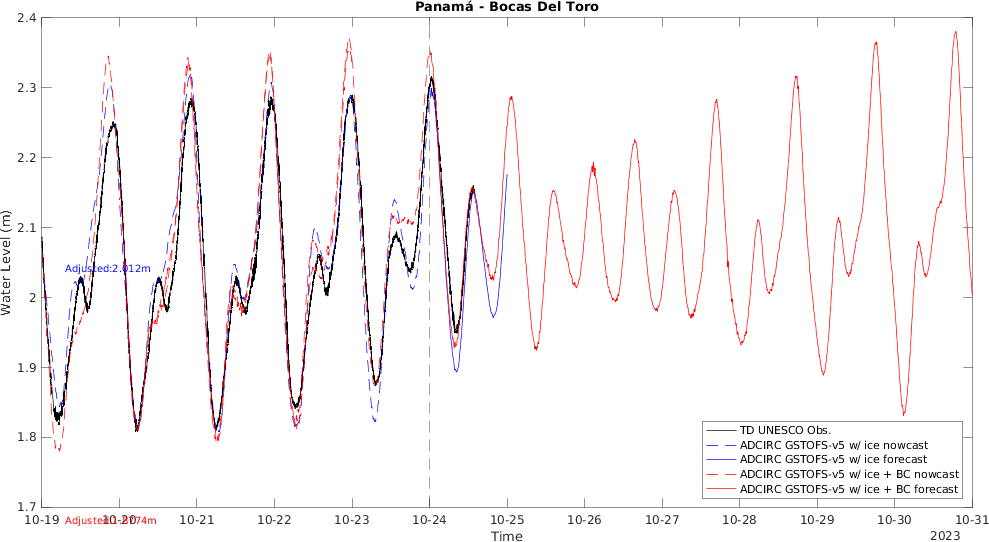 Panamá - Bocas Del Toro
Water Level (m)
2.4
2.3
2.2
2.1
2
1.9
1.8
1.7
Adjusted:2.012m
TD UNESCO Obs.
ADCIRC GSTOFS-v5 w/ ice nowcast
ADCIRC GSTOFS-v5 w/ ice forecast
ADCIRC GSTOFS-v5 w/ ice + BC nowcast
ADCIRC GSTOFS-v5 w/ ice + BC forecast
10-19 10-20 10-21 10-22 10-23 10-24 10-25 10-26 10-27 10-28 10-29 10-30 10-31
Time
2023